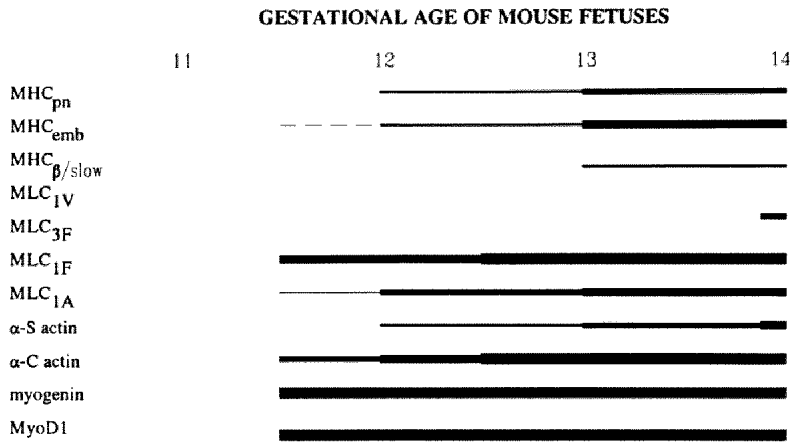 GESTATIONAL AGE OF MOUSE FETUSES
11 12 13 14
MHCpn
MHCemb
MHCβ/slow
MLC1V
MLC3F
MLC1F
MLC1A
α-S actin
α-C actin
myogenin
MyoD1